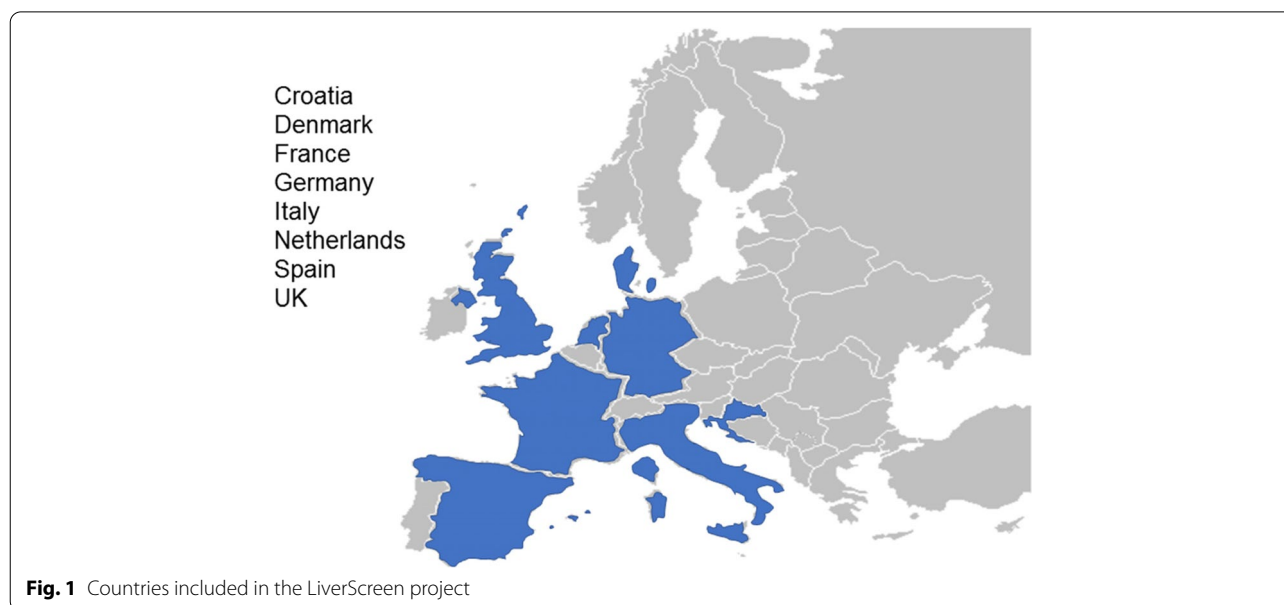 Croatia
Denmark
France
Germany
Italy
Netherlands
Spain
UK
Fig. 1 Countries included in the LiverScreen project